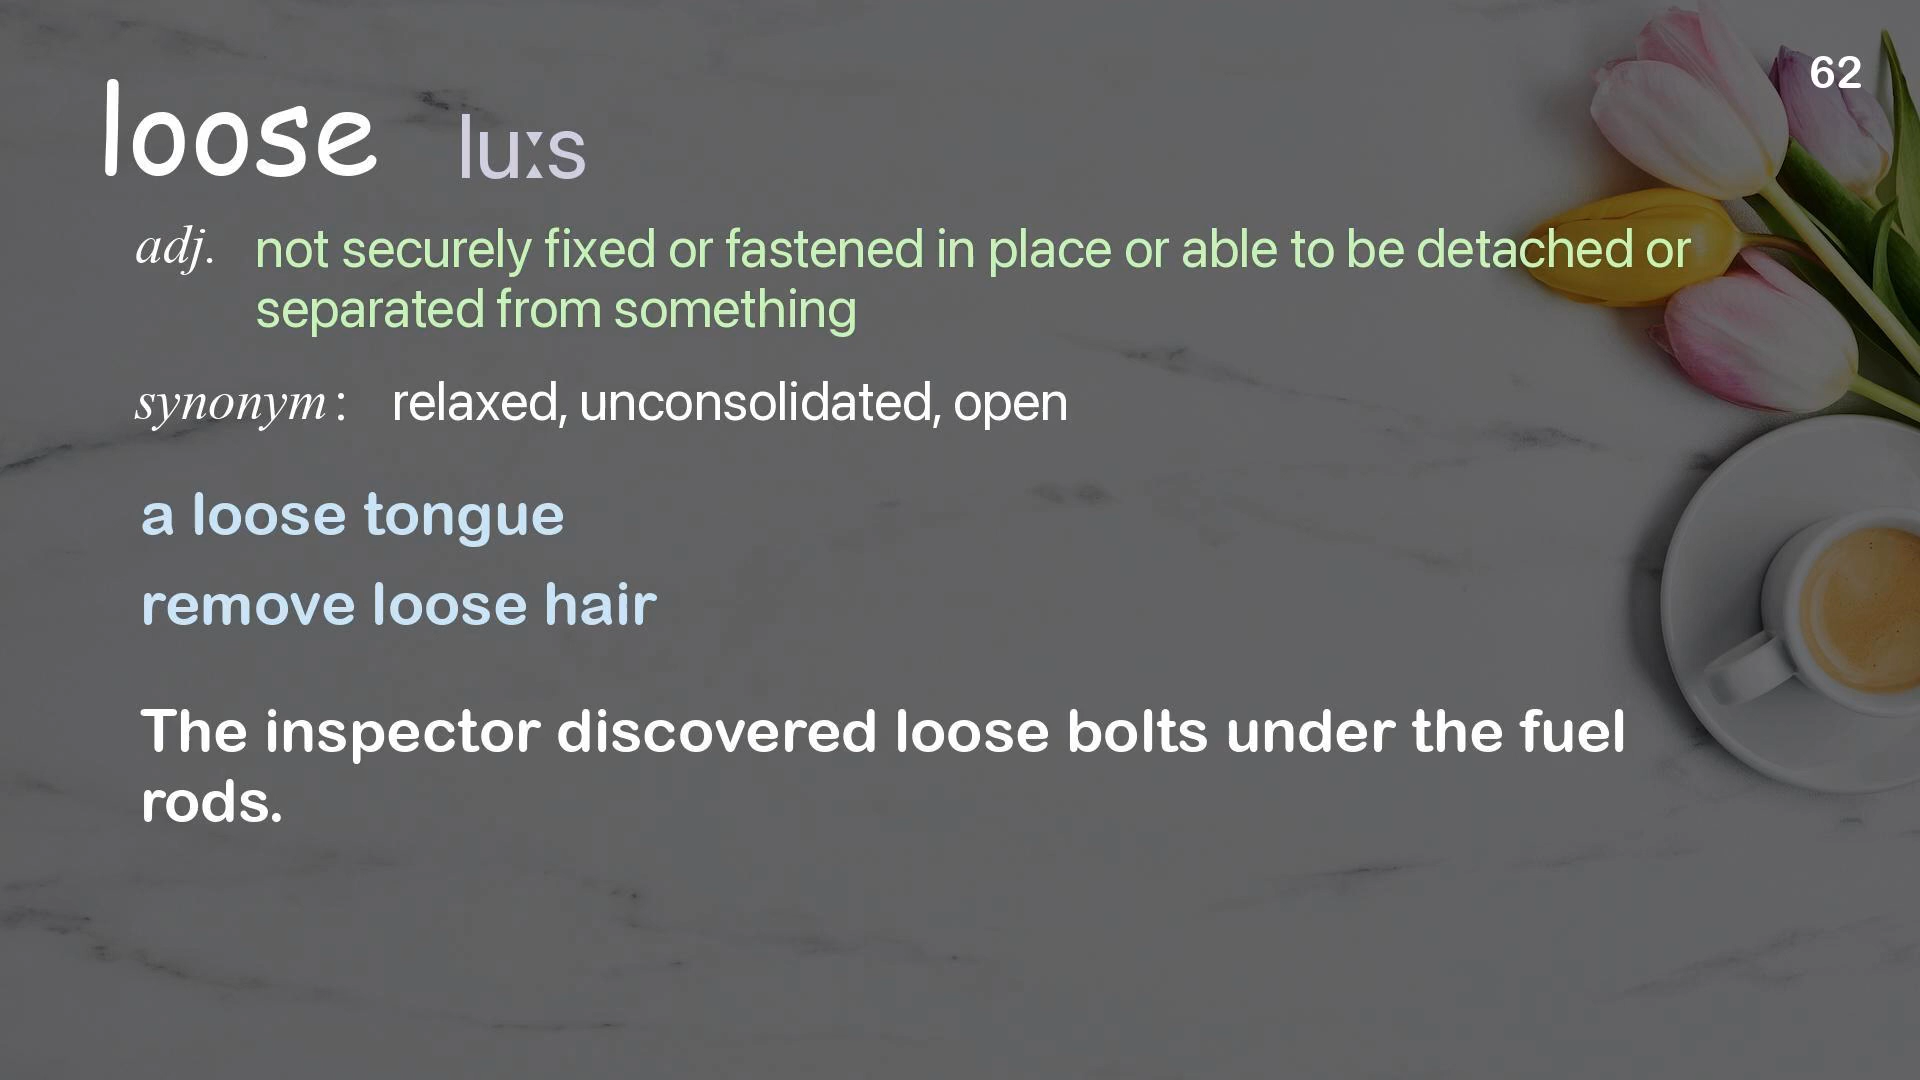 62
loose luːs
adj. not securely fixed or fastened in place or able to be detached or
separated from something
synonym : relaxed, unconsolidated, open
a loose tongue
remove loose hair
The inspector discovered loose bolts under the fuel
rods.